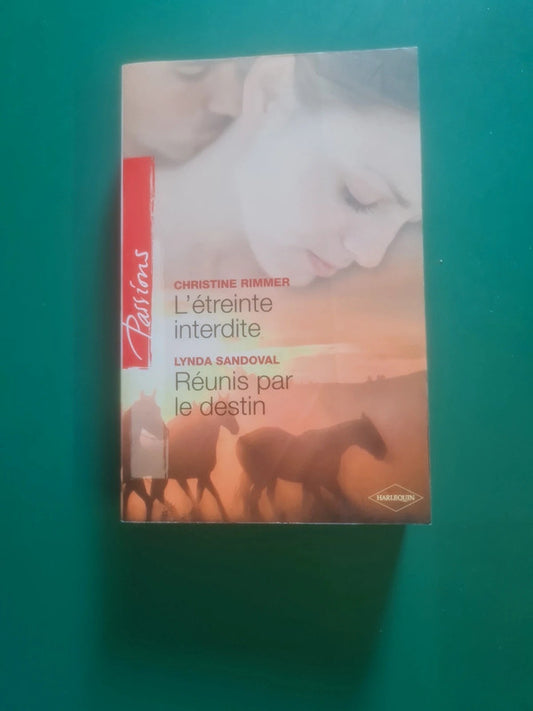 Passions
CHRISTINE RIMMER
L'étreinte
interdite
LYNDA SANDOVAL
Réunis par
le destin
HARLEQUIN